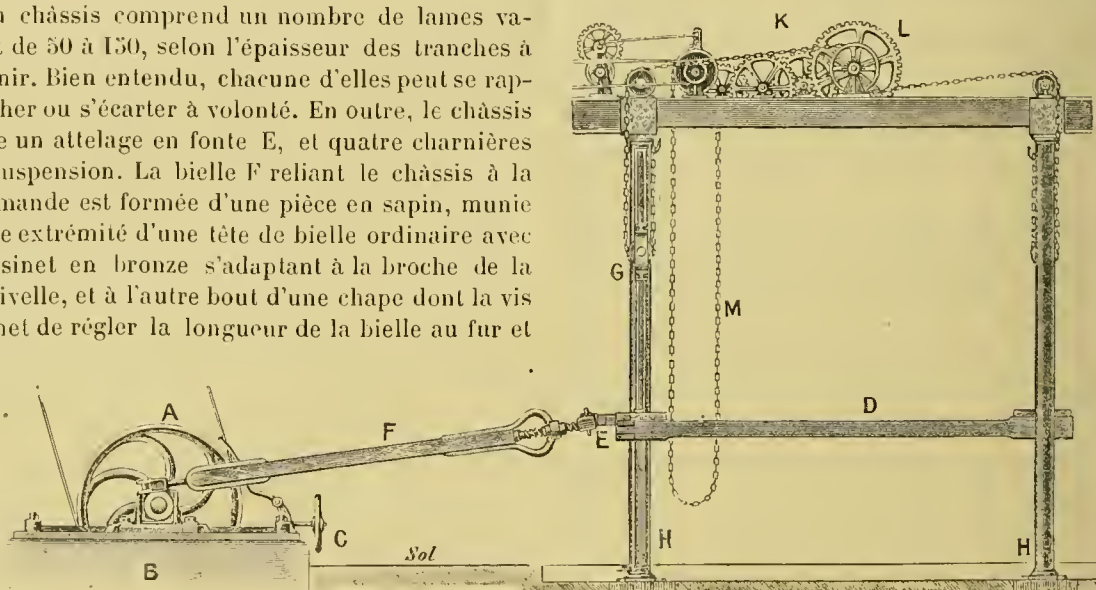 châssis comprend un nombre de lames va-
de 50 à 150, selon l'épaisseur des tranches à
nir. Bien entendu, chacune d'elles peut se rap-
her ou s'écarter à volonté. En outre, le châssis
e un attelage en fonte E, et quatre charnières
uspension. La bielle F reliant le châssis à la
mande est formée d'une pièce en sapin, munie
e extrémité d'une tête de bielle ordinaire avec
sinet en bronze s'adaptant à la broche de la
ivelle, et à l'autre bout d'une chape dont la vis
net de régler la longueur de la bielle au fur et
K
L
G
M
A
F
E
D
C
B
Sol
H
H